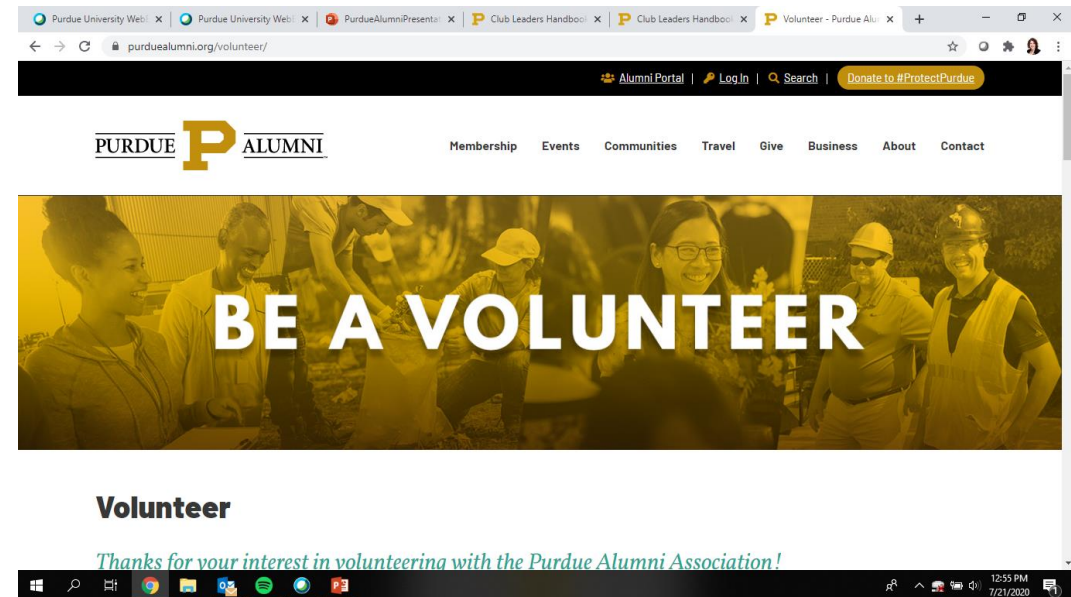 Purdue University Web
Purdue University Web
PurdueAlumniPresentat
Club Leaders Handboo
Club Leaders Handboo
Volunteer - Purdue Alu
purduealumni.org/volunteer/
Alumni Portal | Log In | Search | Donate to #ProtectPurdue
PURDUE P ALUMNI
Membership Events Communities Travel Give Business About Contact
BE A VOLUNTEER
Volunteer
Thanks for your interest in volunteering with the Purdue Alumni Association!
12:55 PM
7/21/2020